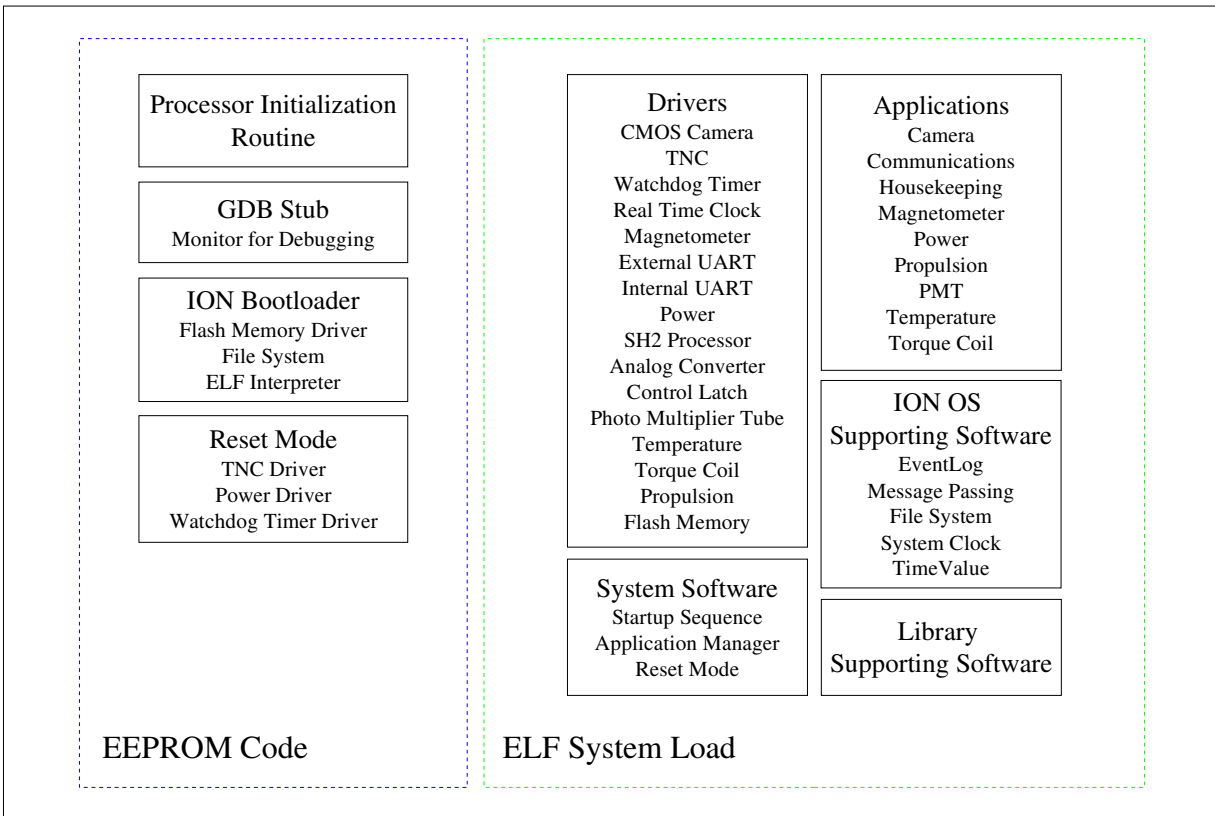 Processor Initialization
Routine
GDB Stub
Monitor for Debugging
ION Bootloader
Flash Memory Driver
File System
ELF Interpreter
Reset Mode
TNC Driver
Power Driver
Watchdog Timer Driver
EEPROM Code
Drivers
CMOS Camera
TNC
Watchdog Timer
Real Time Clock
Magnetometer
External UART
Internal UART
Power
SH2 Processor
Analog Converter
Control Latch
Photo Multiplier Tube
Temperature
Torque Coil
Propulsion
Flash Memory
System Software
Startup Sequence
Application Manager
Reset Mode
Applications
Camera
Communications
Housekeeping
Magnetometer
Power
Propulsion
PMT
Temperature
Torque Coil
ION OS
Supporting Software
EventLog
Message Passing
File System
System Clock
TimeValue
Library
Supporting Software
ELF System Load